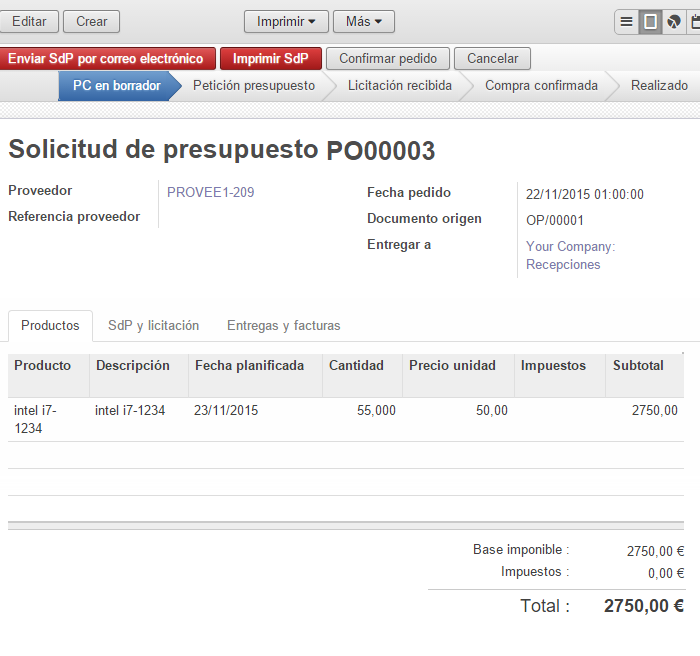 Editar Crear Imprimir Más
Enviar SdP por correo electrónico Imprimir SdP Confirmar pedido Cancelar
PC en borrador Petición presupuesto Licitación recibida Compra confirmada Realizado
Solicitud de presupuesto PO00003
Proveedor PROVEE1-209
Referencia proveedor
Fecha pedido 22/11/2015 01:00:00
Documento origen OP/00001
Entregar a Your Company:
Recepciones
Productos SdP y licitación Entregas y facturas
Producto Descripción Fecha planificada Cantidad Precio unidad Impuestos Subtotal
intel i7- intel i7-1234 23/11/2015 55,000 50,00 2750,00
1234
Base imponible : 2750,00 €
Impuestos : 0,00 €
Total : 2750,00 €